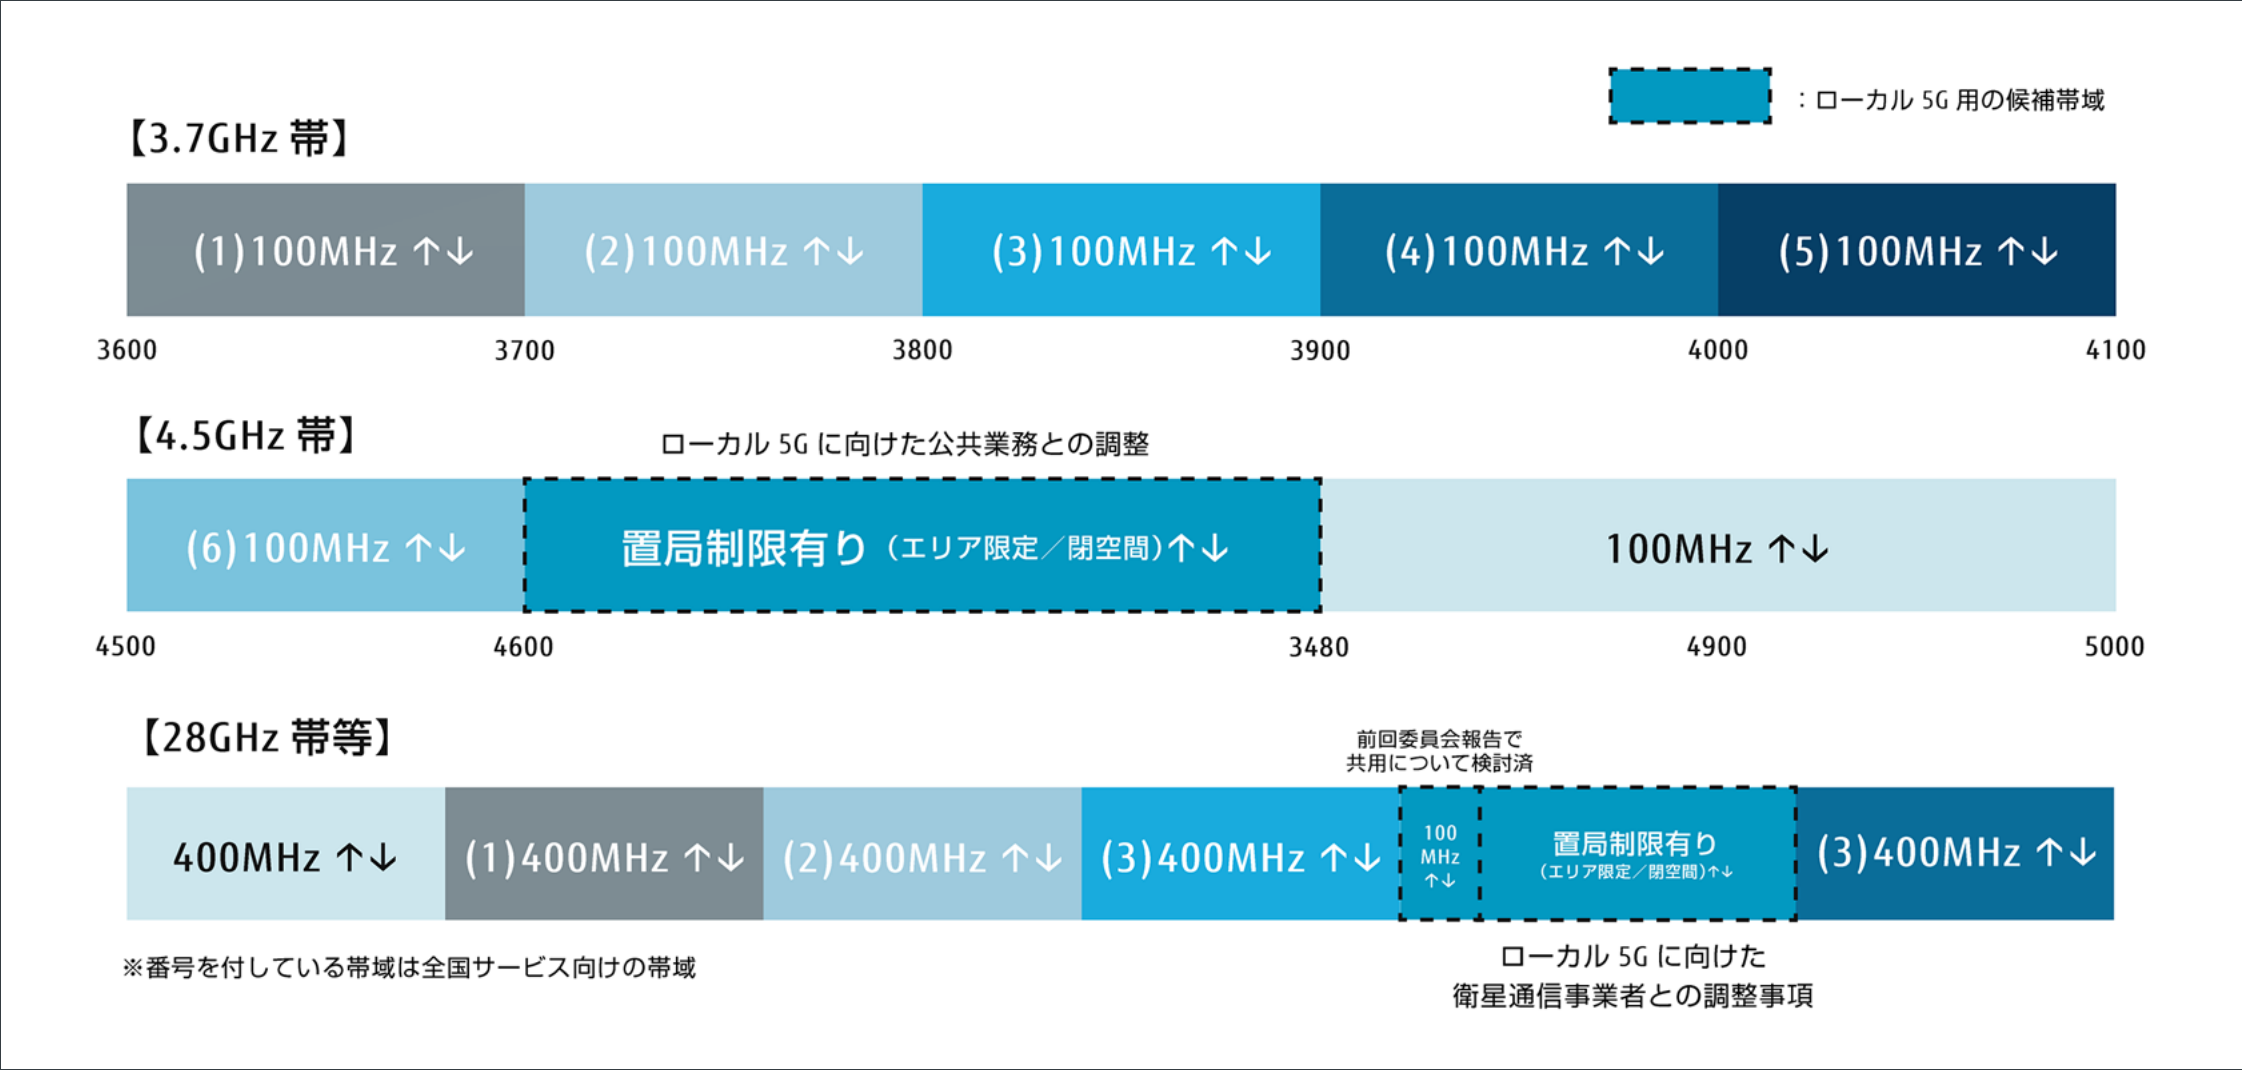 ：ローカル 5G 用の候補帯域
【3.7GHz 帯】
(1)100MHz ↑↓
(2)100MHz ↑↓
(3)100MHz ↑↓
(4)100MHz ↑↓
(5)100MHz ↑↓
3600
3700
3800
3900
4000
4100
【4.5GHz 帯】
ローカル 5G に向けた公共業務との調整
(6)100MHz ↑↓
置局制限有り（エリア限定／閉空間）↑↓
100MHz ↑↓
4500
4600
3480
4900
5000
【28GHz 帯等】
前回委員会報告で
共用について検討済
400MHz ↑↓
(1)400MHz ↑↓
(2)400MHz ↑↓
(3)400MHz ↑↓
100
MHz
↑↓
置局制限有り
（エリア限定／閉空間）↑↓
(3)400MHz ↑↓
※番号を付している帯域は全国サービス向けの帯域
ローカル 5G に向けた
衛星通信事業者との調整事項